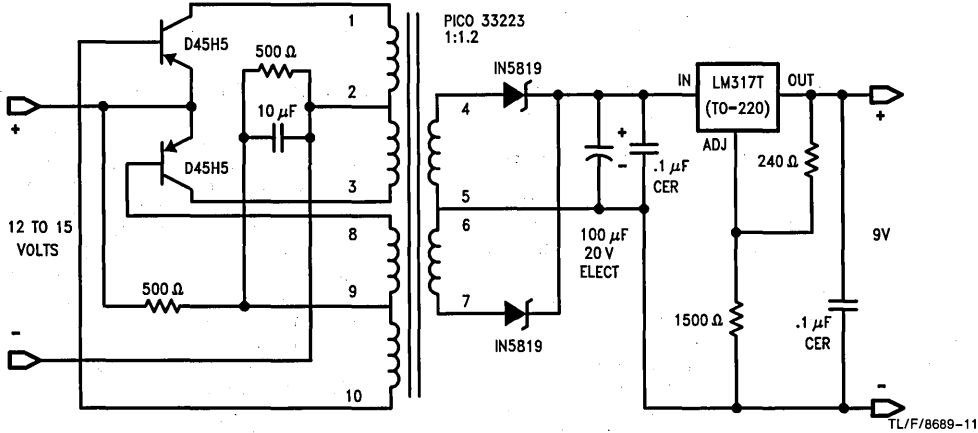 1
PICO 33223
1:1.2
D45H5
500 Ω
IN5819
LM317T
(TO-220)
IN
OUT
ADJ
2
4
+
10 μF
+
-
.1 μF
CER
240 Ω
+
D45H5
3
5
6
12 TO 15
VOLTS
8
100 μF
20 V
ELECT
9V
500 Ω
9
7
IN5819
1500 Ω
.1 μF
CER
-
10
-
TL/F/8689-11